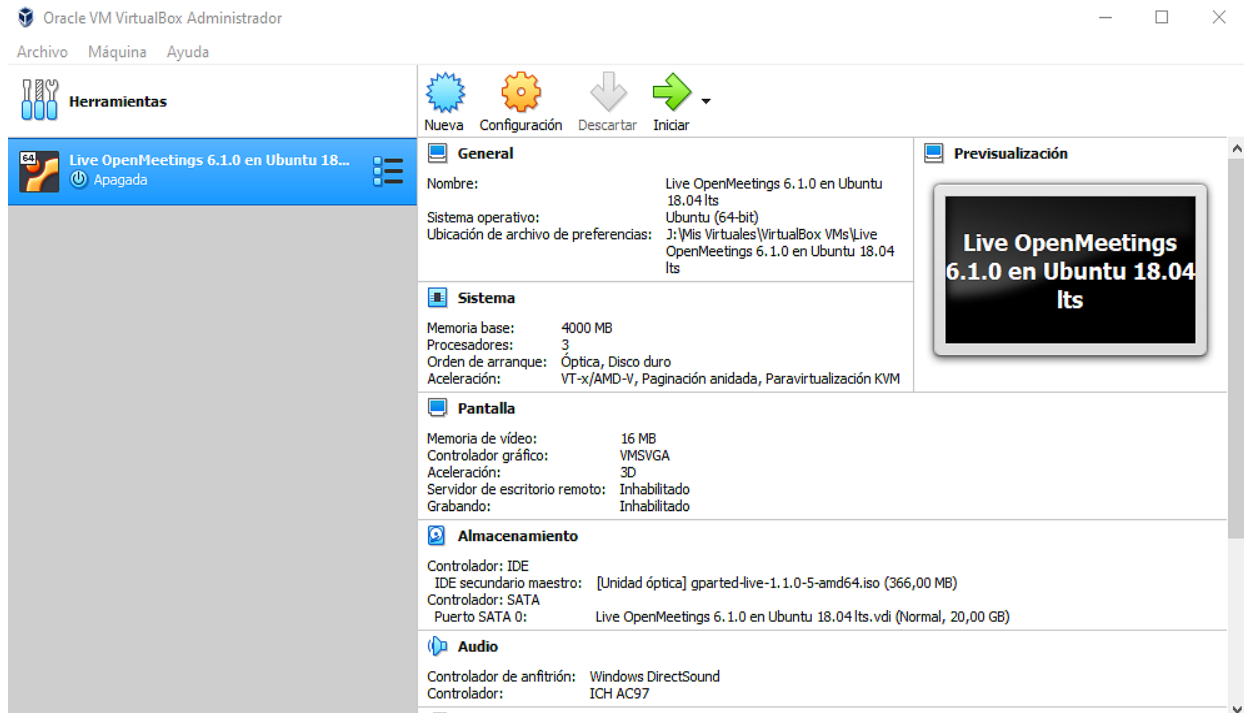 Oracle VM VirtualBox Administrador
Archivo Máquina Ayuda
Herramientas
Nueva Configuración Descartar Iniciar
64
Live OpenMeetings 6.1.0 en Ubuntu 18...
Apagada
General
Nombre: Live OpenMeetings 6.1.0 en Ubuntu
18.04 lts
Sistema operativo: Ubuntu (64-bit)
Ubicación de archivo de preferencias: J:\Mis Virtuales\VirtualBox VMs\Live
OpenMeetings 6.1.0 en Ubuntu 18.04
lts
Previsualización
Live OpenMeetings
6.1.0 en Ubuntu 18.04
lts
Sistema
Memoria base: 4000 MB
Procesadores: 3
Orden de arranque: Óptica, Disco duro
Aceleración: VT-x/AMD-V, Paginación anidada, Paravirtualización KVM
Pantalla
Memoria de vídeo: 16 MB
Controlador gráfico: VMSVGA
Aceleración: 3D
Servidor de escritorio remoto: Inhabilitado
Grabando: Inhabilitado
Almacenamiento
Controlador: IDE
IDE secundario maestro: [Unidad óptica] gparted-live-1.1.0-5-amd64.iso (366,00 MB)
Controlador: SATA
Puerto SATA 0: Live OpenMeetings 6.1.0 en Ubuntu 18.04 lts.vdi (Normal, 20,00 GB)
Audio
Controlador de anfitrión: Windows DirectSound
Controlador: ICH AC97